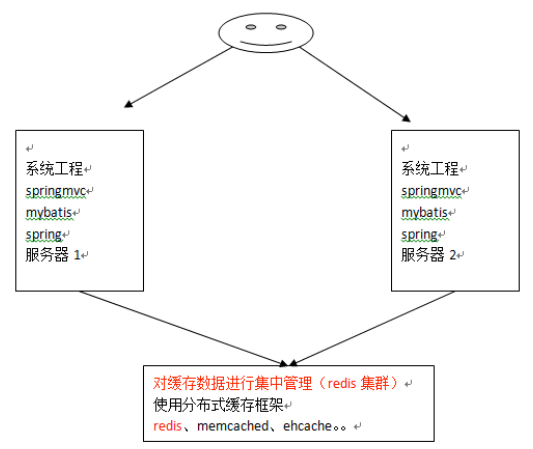 系统工程
springmvc
mybatis
spring
服务器 1
系统工程
springmvc
mybatis
spring
服务器 2
对缓存数据进行集中管理（redis 集群）
使用分布式缓存框架
redis、memcached、ehcache。。